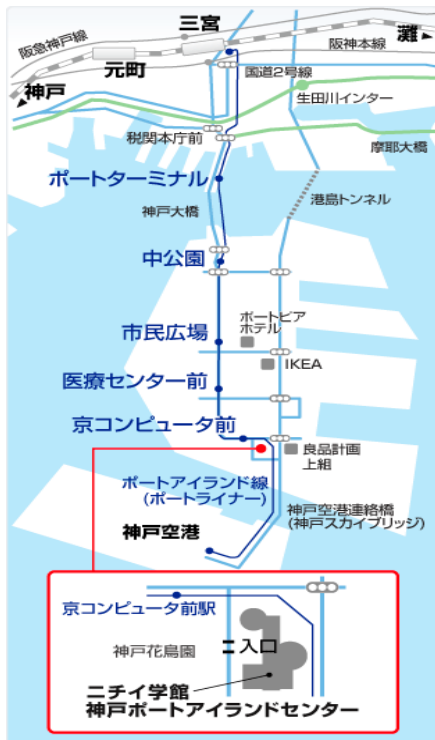 三宮
阪急神戸線
阪神本線
灘
元町
神戸
国道2号線
生田川インター
税関本庁前
摩耶大橋
ポートターミナル
神戸大橋
港島トンネル
中公園
ポートピア
ホテル
市民広場
IKEA
医療センター前
京コンピュータ前
良品計画
上組
ポートアイランド線
(ポートライナー)
神戸空港連絡橋
(神戸スカイブリッジ)
神戸空港
京コンピュータ前駅
神戸花鳥園
入口
ニチイ学館
神戸ポートアイランドセンター